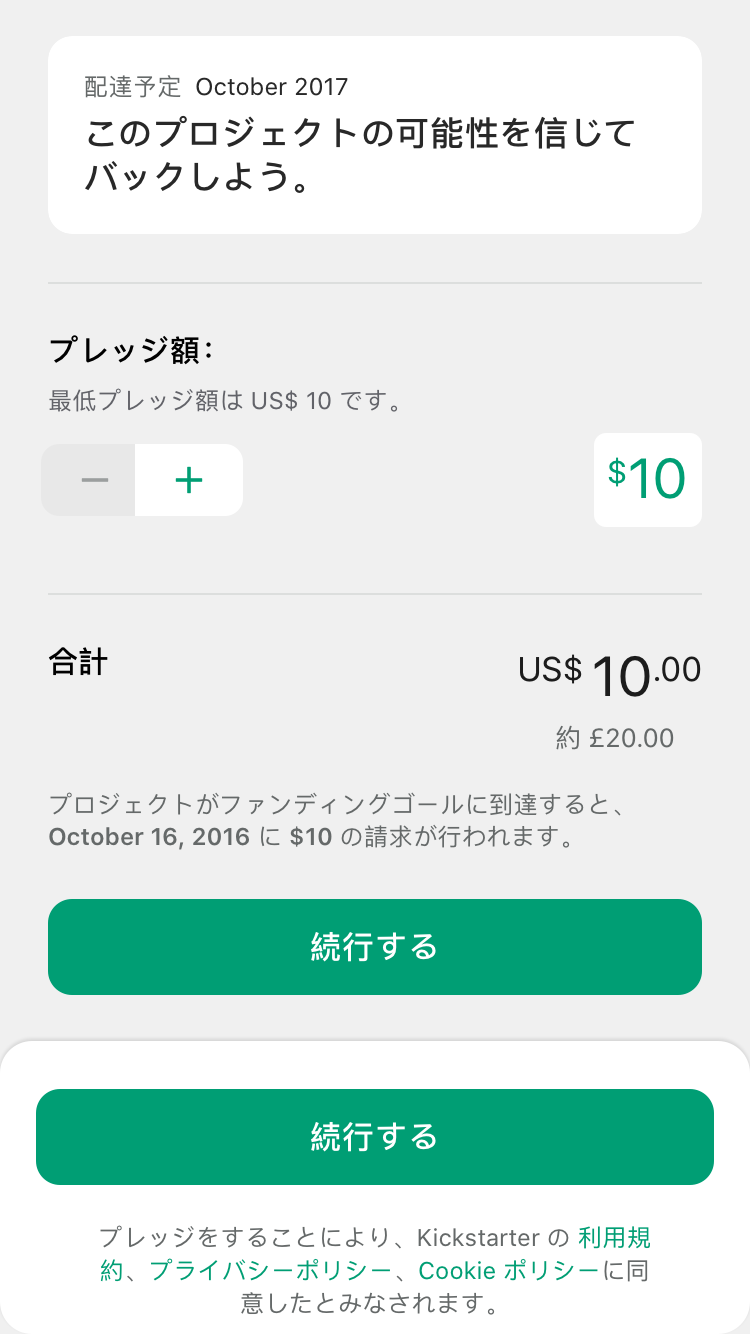 配達予定 October 2017
このプロジェクトの可能性を信じて
バックしよう。
プレッジ額:
最低プレッジ額は US$ 10 です。
− +
$10
合計
US$ 10.00
約 £20.00
プロジェクトがファンディングゴールに到達すると、
October 16, 2016 に $10 の請求が行われます。
続行する
続行する
プレッジをすることにより、Kickstarter の 利用規
約、プライバシーポリシー、Cookie ポリシーに同
意したとみなされます。